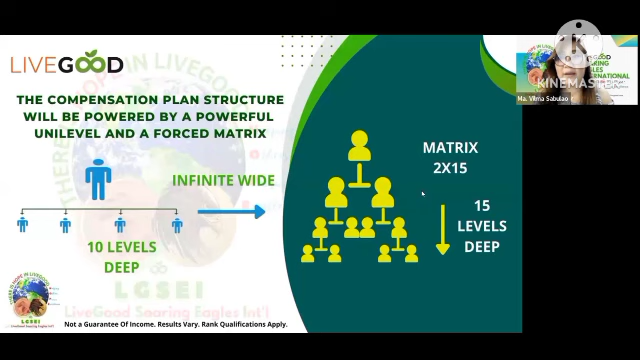 LIVEGOOD
THE COMPENSATION PLAN STRUCTURE
WILL BE POWERED BY A POWERFUL
UNILEVEL AND A FORCED MATRIX
INFINITE WIDE
10 LEVELS
DEEP
LGSEI
LiveGood Soaring Eagles Int'l
Not a Guarantee Of Income. Results Vary. Rank Qualifications Apply.
MATRIX
2X15
15
LEVELS
DEEP
KINEMASTER
Ma. Vilma Sabulao